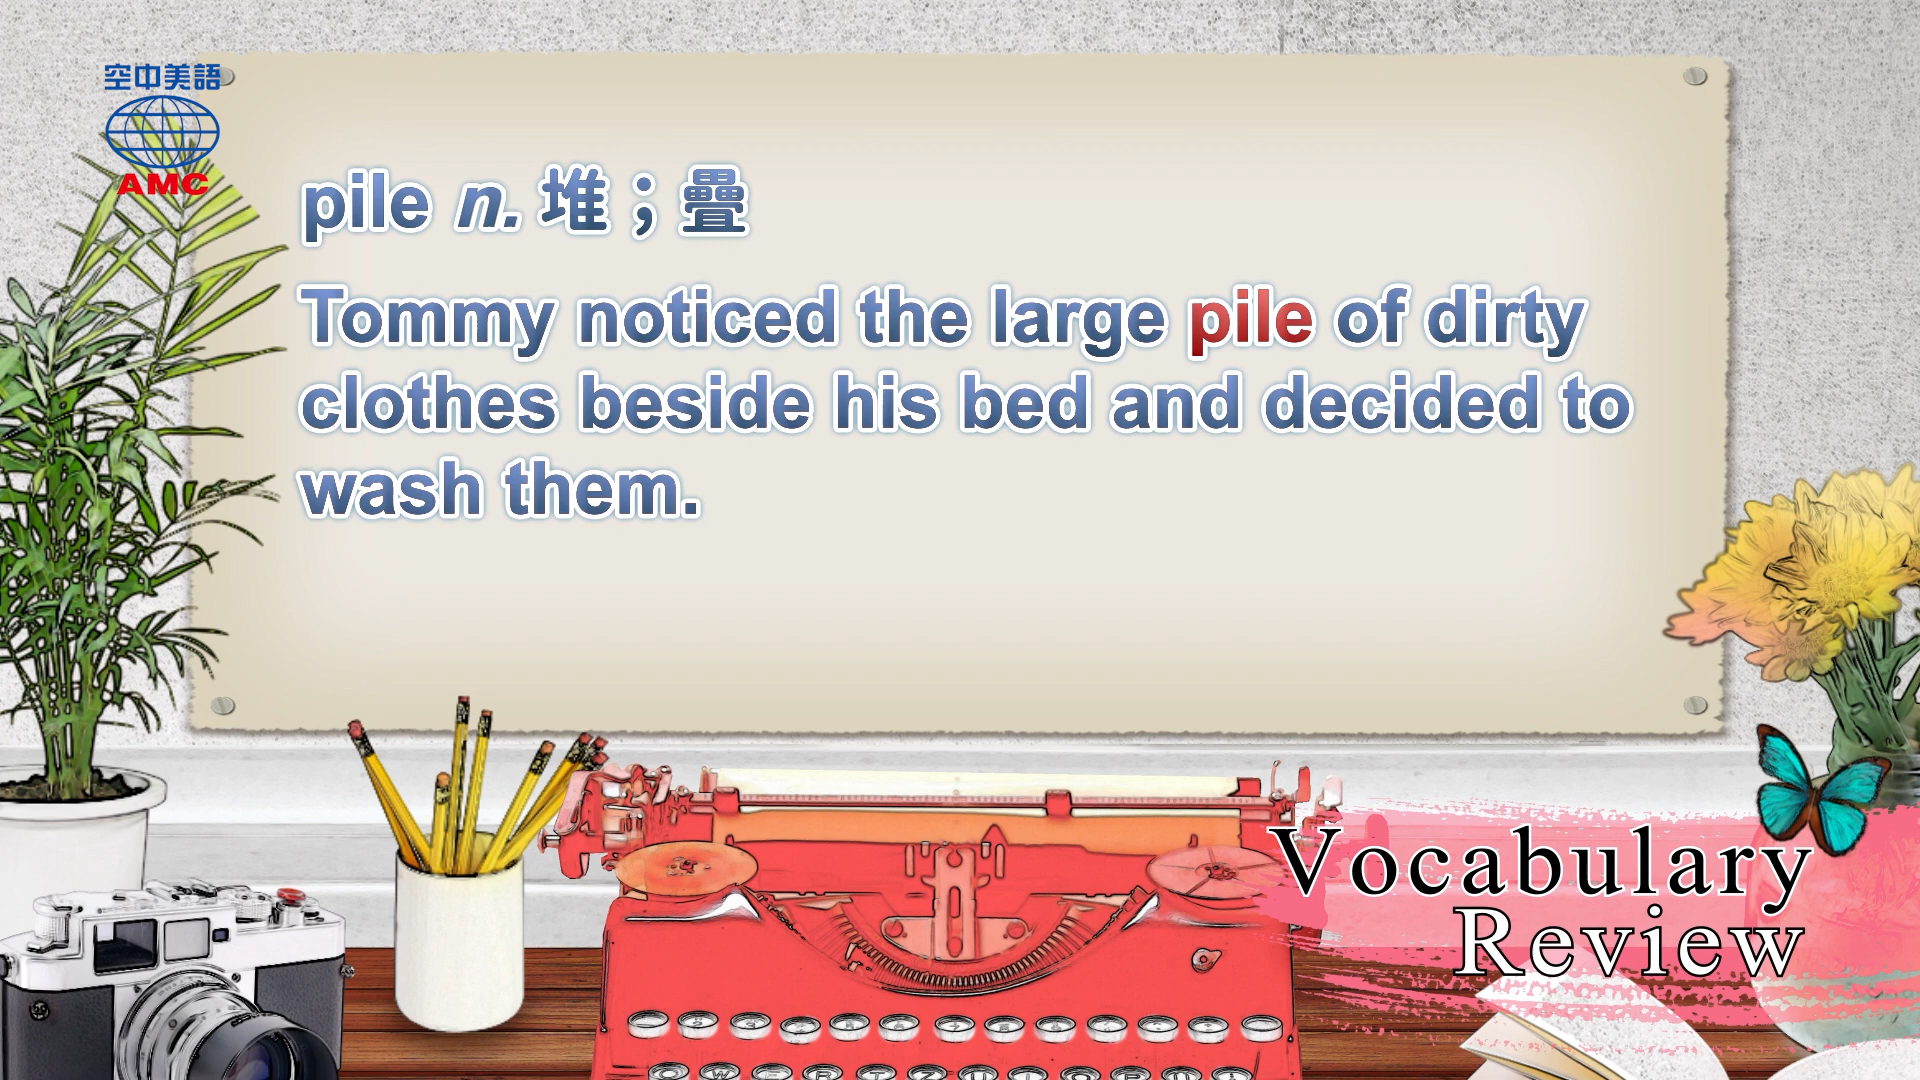 空中美語
AMC
pile n. 堆；疊
Tommy noticed the large pile of dirty
clothes beside his bed and decided to
wash them.
Vocabulary
Review